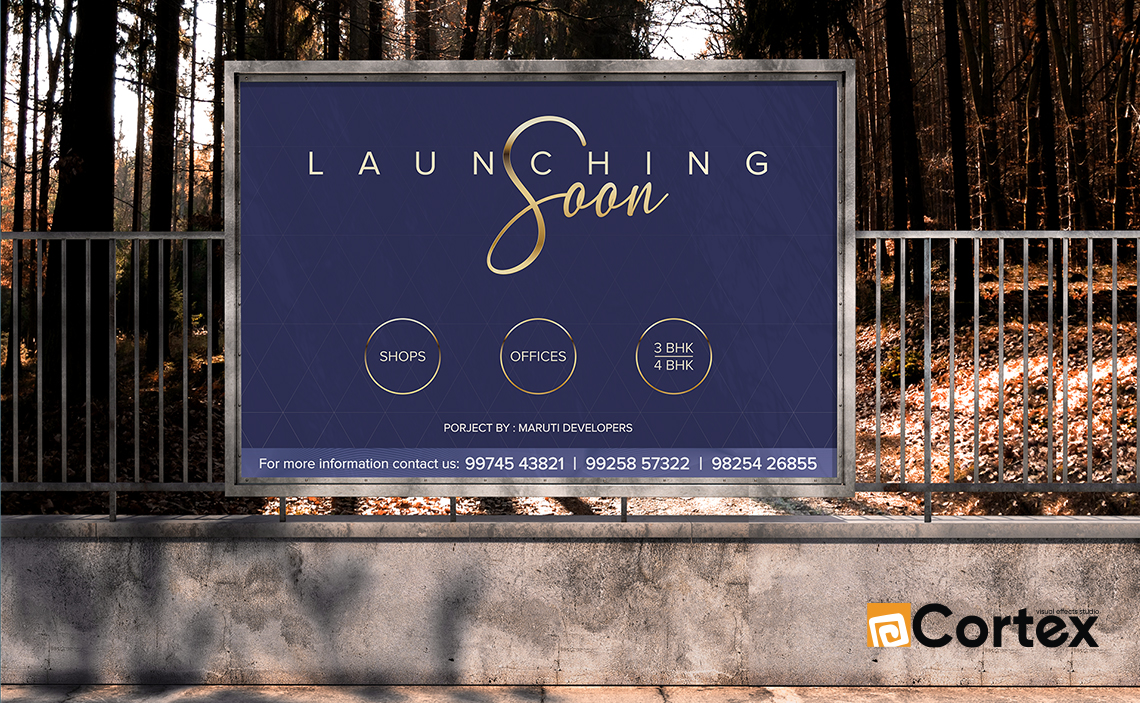 LAUNCHING
Soon
SHOPS
OFFICES
3 BHK
4 BHK
PORJECT BY : MARUTI DEVELOPERS
For more information contact us: 99745 43821 | 99258 57322 | 98254 26855
visual effects studio
Cortex